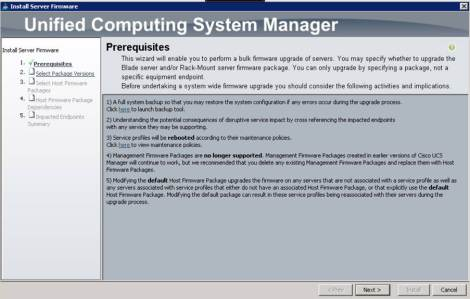 Install Server Firmware
Unified Computing System Manager
Install Server Firmware
1. Prerequisites
2. Select Package Versions
3. Select Host Firmware
Packages
4. Host Firmware Package
Dependencies
5. Impacted Endpoints
Summary
Prerequisites
This wizard will enable you to perform a bulk firmware upgrade of servers. You may specify whether to upgrade the
Blade server and/or Rack-Mount server firmware package. You can only upgrade by specifying a package, not a
specific equipment endpoint.
Before undertaking a system wide firmware upgrade you should consider the following activities and implications.
1) A full system backup so that you may restore the system configuration if any errors occur during the upgrade process.
Click here to launch backup tool.
2) Understanding the potential consequences of disruptive service impact by cross referencing the impacted endpoints
with any service they may be supporting.
3) Service profiles will be rebooted according to their maintenance policies.
Click here to view maintenance policies.
4) Management Firmware Packages are no longer supported. Management Firmware Packages created in earlier versions of Cisco UCS
Manager will continue to work, but we recommended that you delete any existing Management Firmware Packages and replace them with Host
Firmware Packages.
5) Modifying the default Host Firmware Package upgrades the firmware on any servers that are not associated with a service profile as well as
any servers associated with service profiles that either do not have an associated Host Firmware Package, or that explicitly use the default
Host Firmware Package. Modifying the default package can result in these service profiles being reassociated with their servers during the
upgrade process.
< Prev Next > Install Cancel